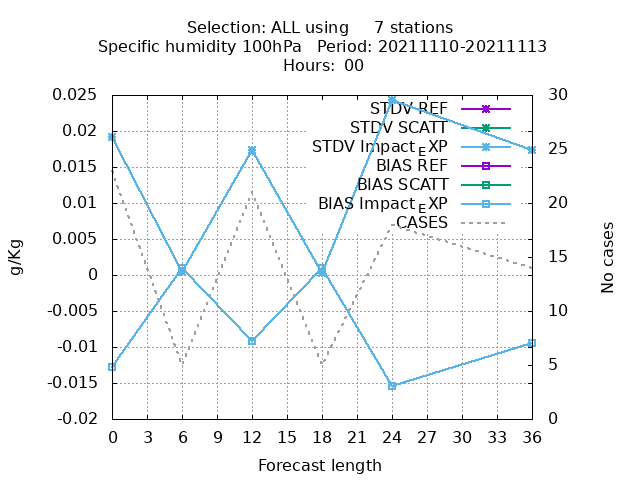 Selection: ALL using 7 stations
Specific humidity 100hPa Period: 20211110-20211113
Hours: 00
0.025
0.02
0.015
0.01
0.005
0
-0.005
-0.01
-0.015
-0.02
g/Kg
STDV REF
STDV SCATT
STDV Impact_EXP
BIAS REF
BIAS SCATT
BIAS Impact_EXP
CASES
30
25
20
15
10
5
0
No cases
0 3 6 9 12 15 18 21 24 27 30 33 36
Forecast length